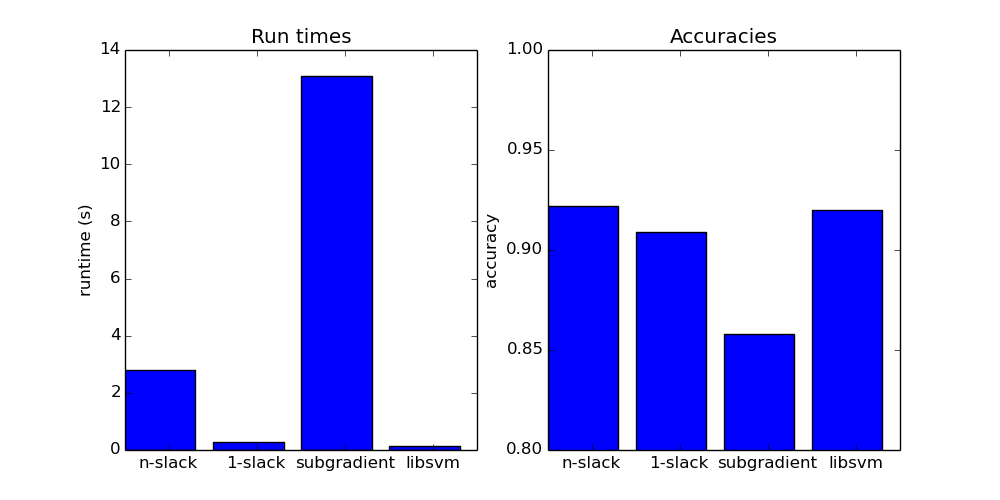 Run times
14
12
10
8
6
4
2
0
runtime (s)
n-slack 1-slack subgradient libsvm
Accuracies
1.00
0.95
0.90
0.85
0.80
accuracy
n-slack 1-slack subgradient libsvm